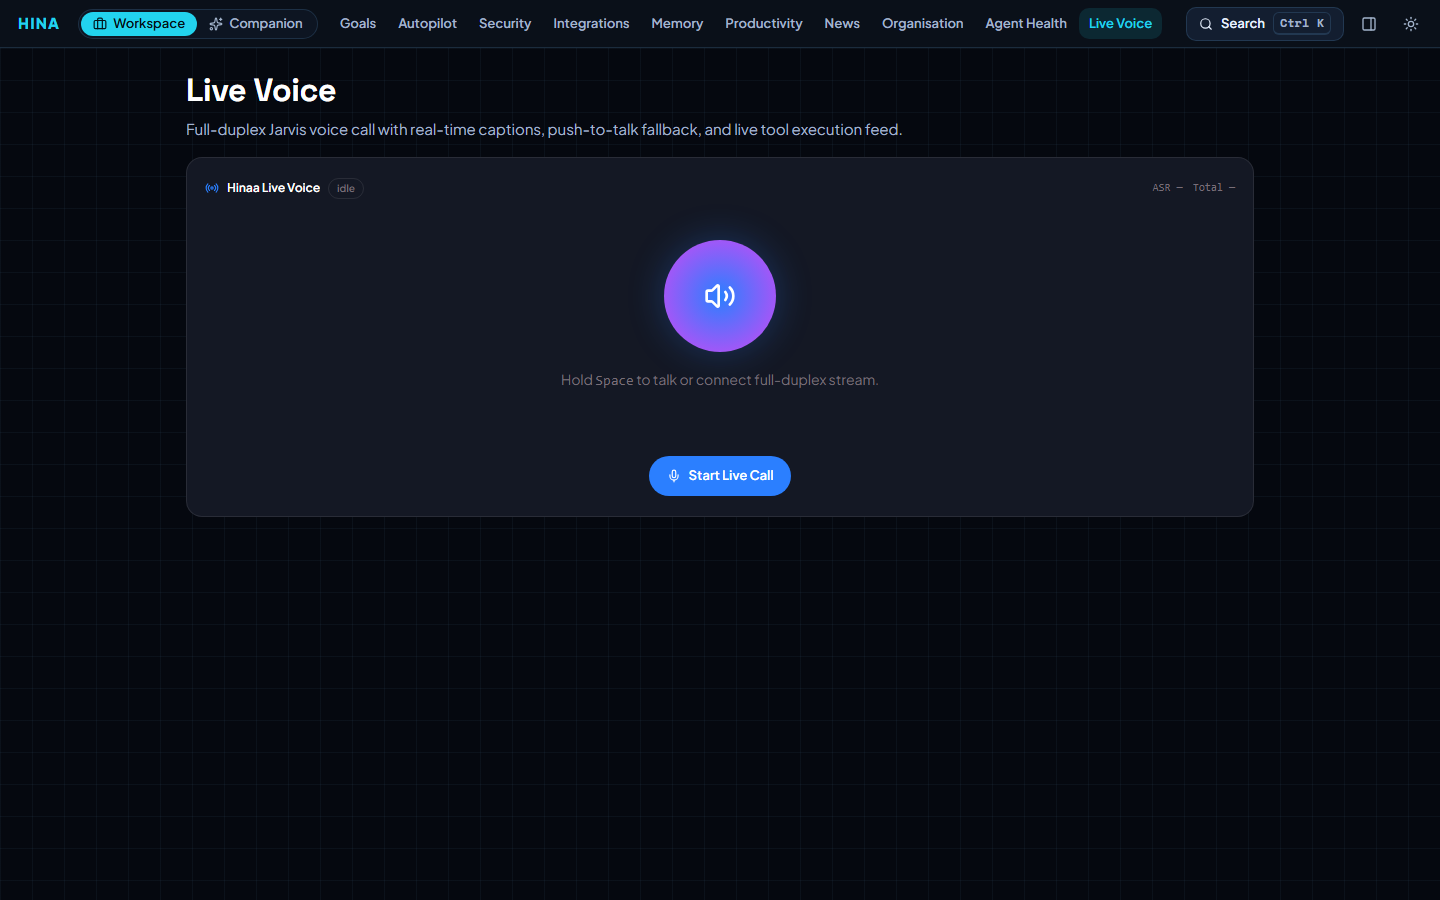 HINA Workspace Companion Goals Autopilot Security Integrations Memory Productivity News Organisation Agent Health Live Voice Search Ctrl K
Live Voice
Full-duplex Jarvis voice call with real-time captions, push-to-talk fallback, and live tool execution feed.
Hinaa Live Voice idle ASR — Total —
Hold Space to talk or connect full-duplex stream.
Start Live Call